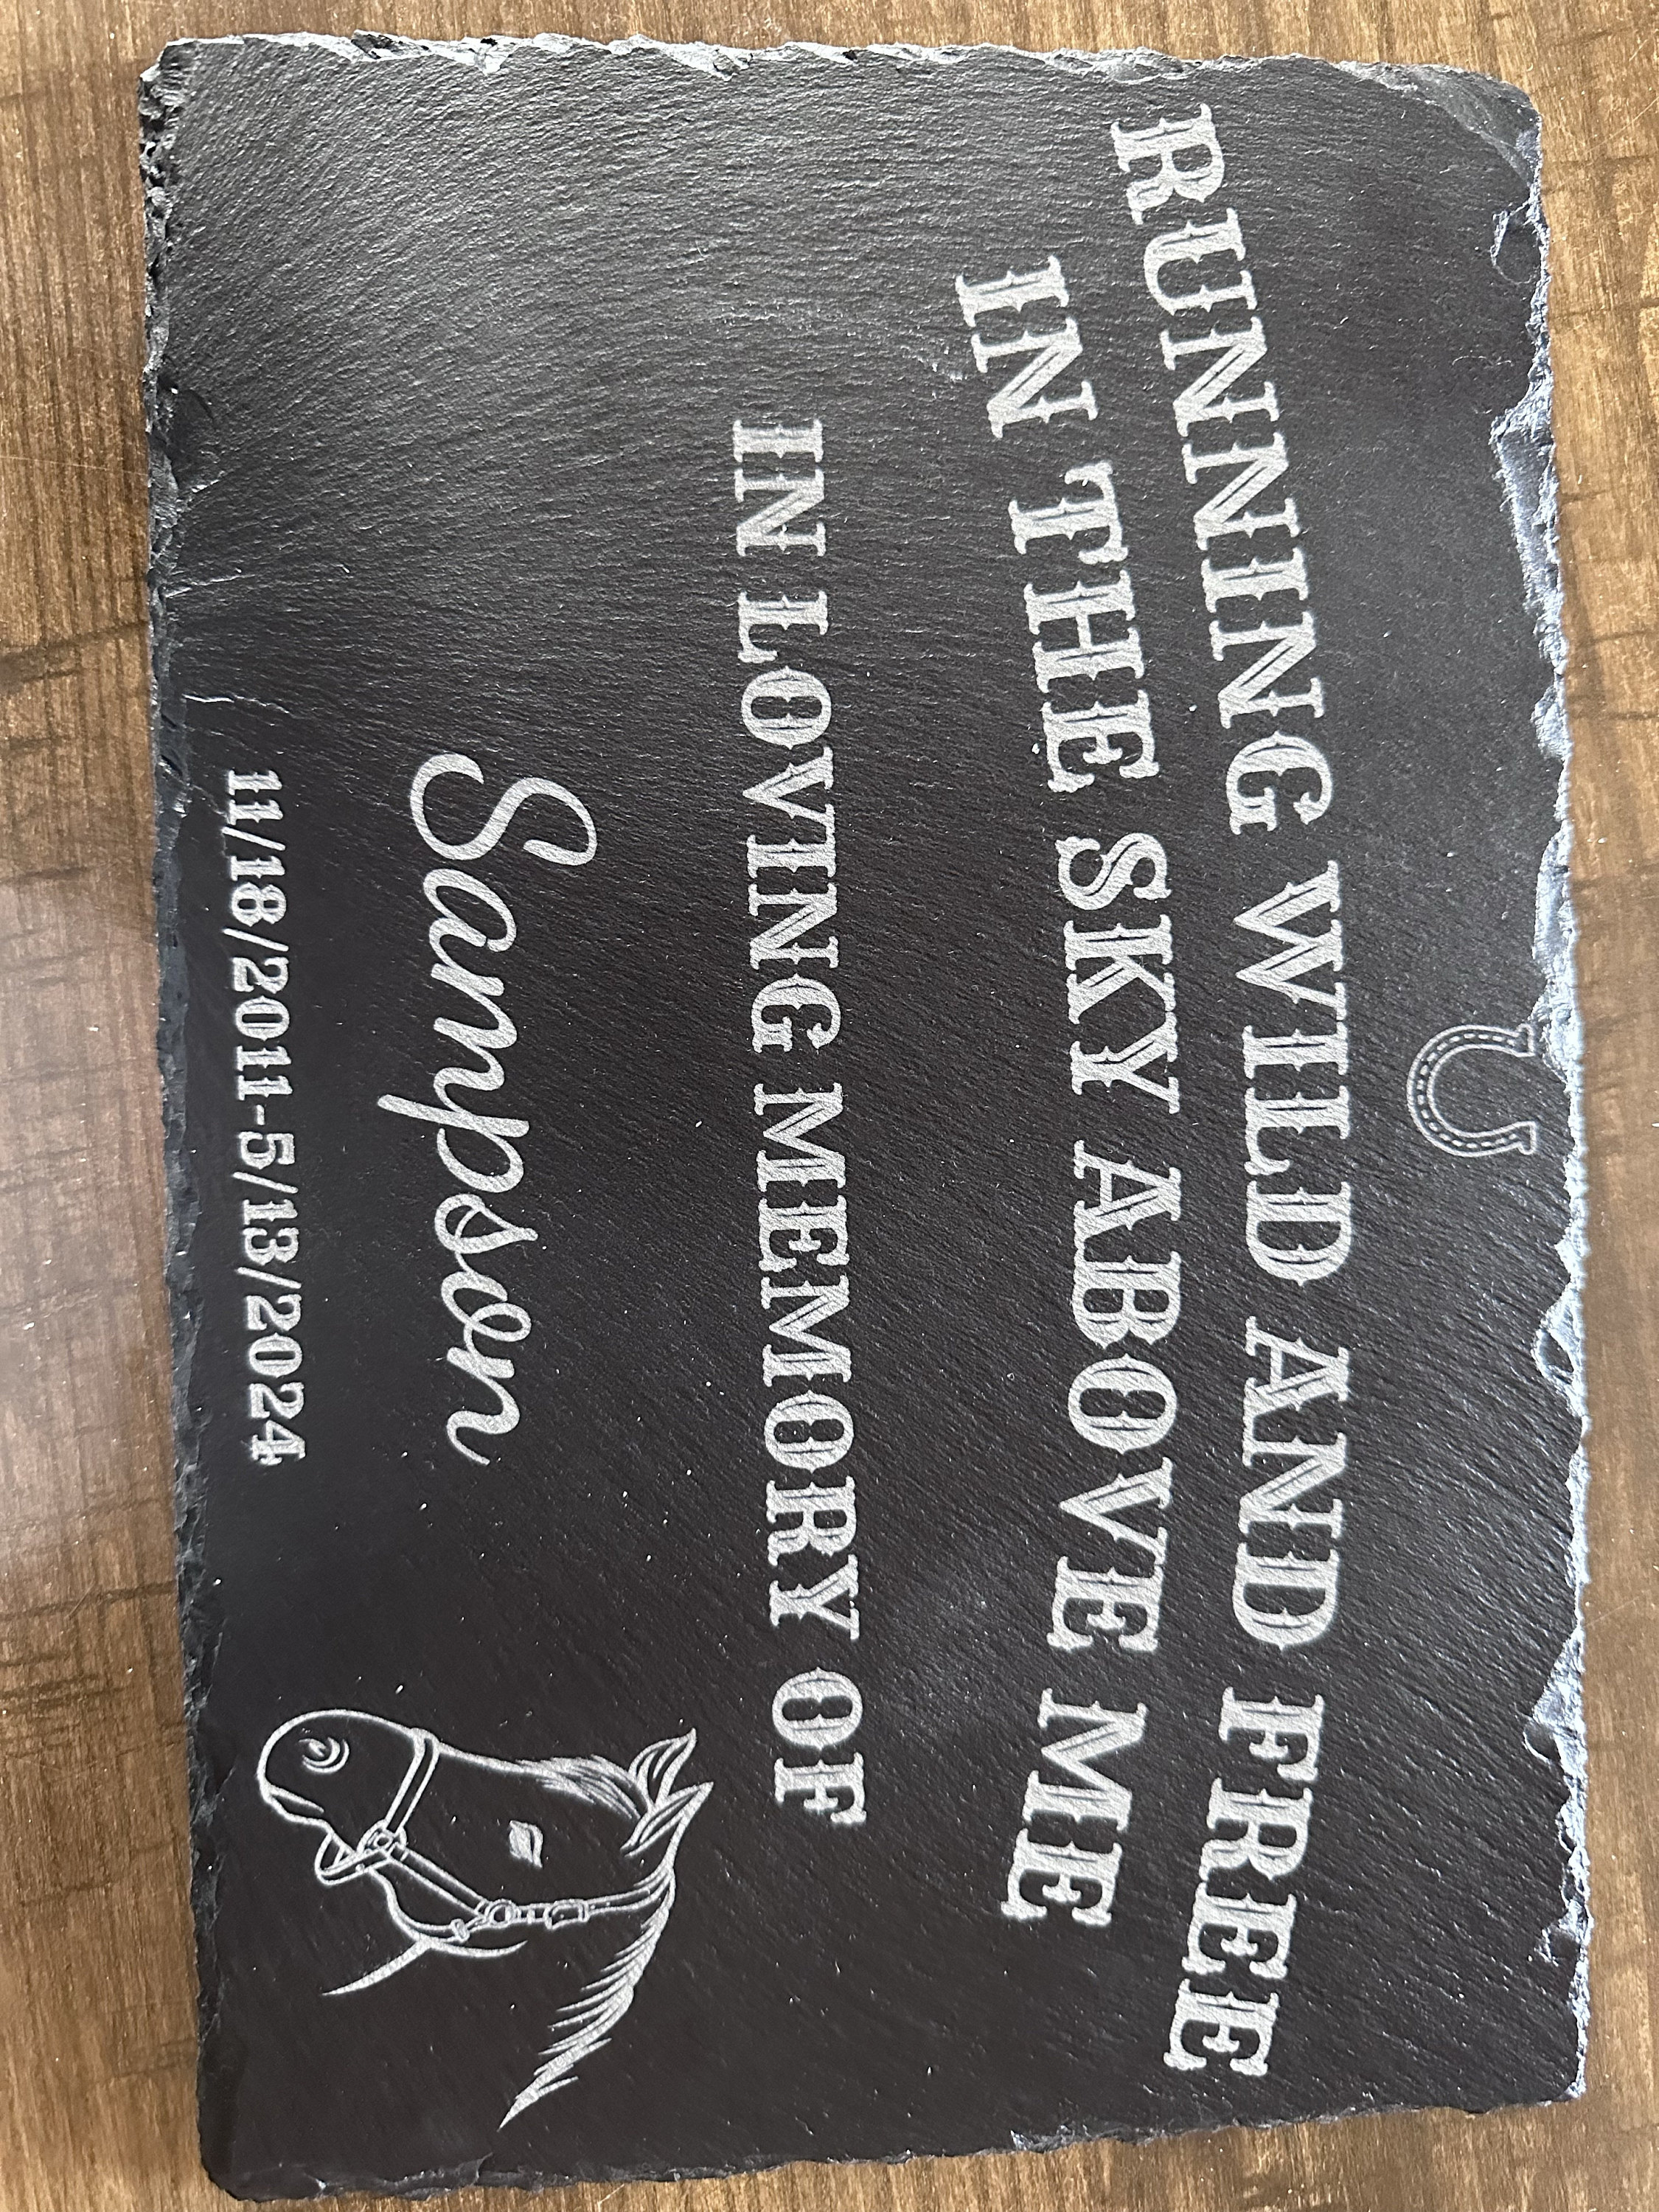 RUNNING WILD AND FREE
IN THE SKY ABOVE ME
IN LOVING MEMORY OF
Sampson
11/18/2011-5/13/2024